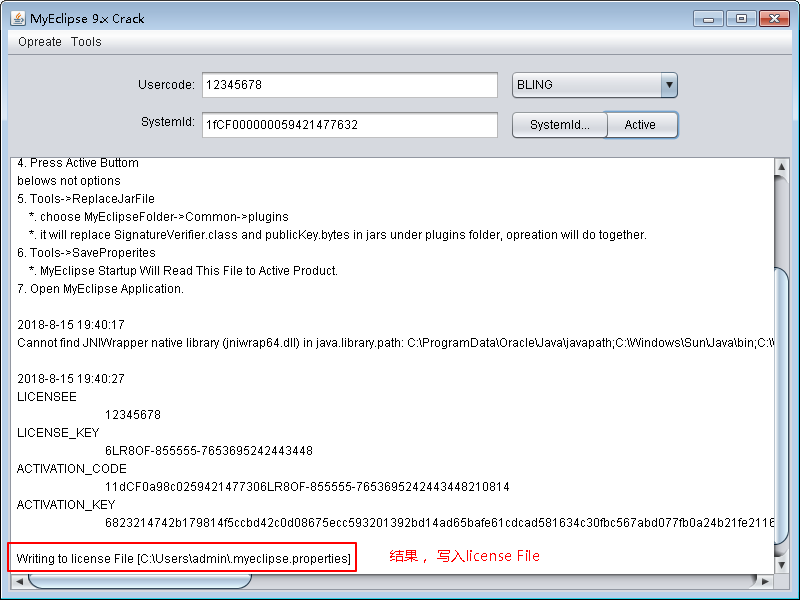 MyEclipse 9.x Crack
Opreate Tools
Usercode: 12345678 BLING
SystemId: 1fCF000000059421477632 SystemId... Active
4. Press Active Buttom
belows not options
5. Tools->ReplaceJarFile
*. choose MyEclipseFolder->Common->plugins
*. it will replace SignatureVerifier.class and publicKey.bytes in jars under plugins folder, opreation will do together.
6. Tools->SaveProperites
*. MyEclipse Startup Will Read This File to Active Product.
7. Open MyEclipse Application.
2018-8-15 19:40:17
Cannot find JNIWrapper native library (jniwrap64.dll) in java.library.path: C:\ProgramData\Oracle\Java\javapath;C:\Windows\Sun\Java\bin;C:\
2018-8-15 19:40:27
LICENSEE
12345678
LICENSE_KEY
6LR8OF-855555-7653695242443448
ACTIVATION_CODE
11dCF0a98c0259421477306LR8OF-855555-7653695242443448210814
ACTIVATION_KEY
6823214742b179814f5ccbd42c0d08675ecc593201392bd14ad65bafe61cdcad581634c30fbc567abd077fb0a24b21fe2116
Writing to license File [C:\Users\admin\.myeclipse.properties] 结果，写入license File